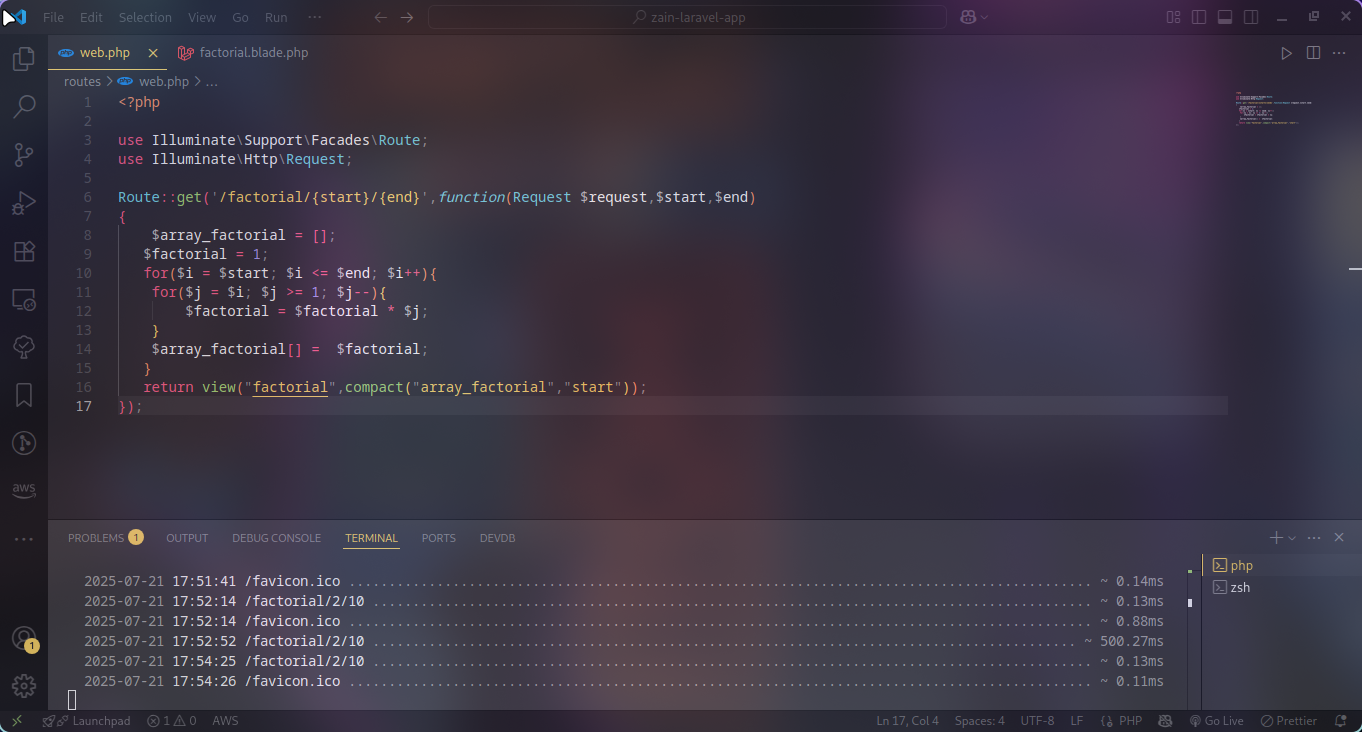 File Edit Selection View Go Run ···
zain-laravel-app
web.php
factorial.blade.php
routes > web.php > ...
1 <?php
2
3 use Illuminate\Support\Facades\Route;
4 use Illuminate\Http\Request;
5
6 Route::get('/factorial/{start}/{end}',function(Request $request,$start,$end)
7 {
8 $array_factorial = [];
9 $factorial = 1;
10 for($i = $start; $i <= $end; $i++){
11 for($j = $i; $j >= 1; $j--){
12 $factorial = $factorial * $j;
13 }
14 $array_factorial[] =  $factorial;
15 }
16 return view("factorial",compact("array_factorial","start"));
17 });
PROBLEMS 1 OUTPUT DEBUG CONSOLE TERMINAL PORTS DEVDB
2025-07-21 17:51:41 /favicon.ico ........................................ ~ 0.14ms
2025-07-21 17:52:14 /factorial/2/10 ........................................ ~ 0.13ms
2025-07-21 17:52:14 /favicon.ico ........................................ ~ 0.88ms
2025-07-21 17:52:52 /factorial/2/10 ........................................ ~ 500.27ms
2025-07-21 17:54:25 /factorial/2/10 ........................................ ~ 0.13ms
2025-07-21 17:54:26 /favicon.ico ........................................ ~ 0.11ms
php
zsh
aws
1
Launchpad 1 0 AWS Ln 17, Col 4 Spaces: 4 UTF-8 LF {} PHP Go Live Prettier